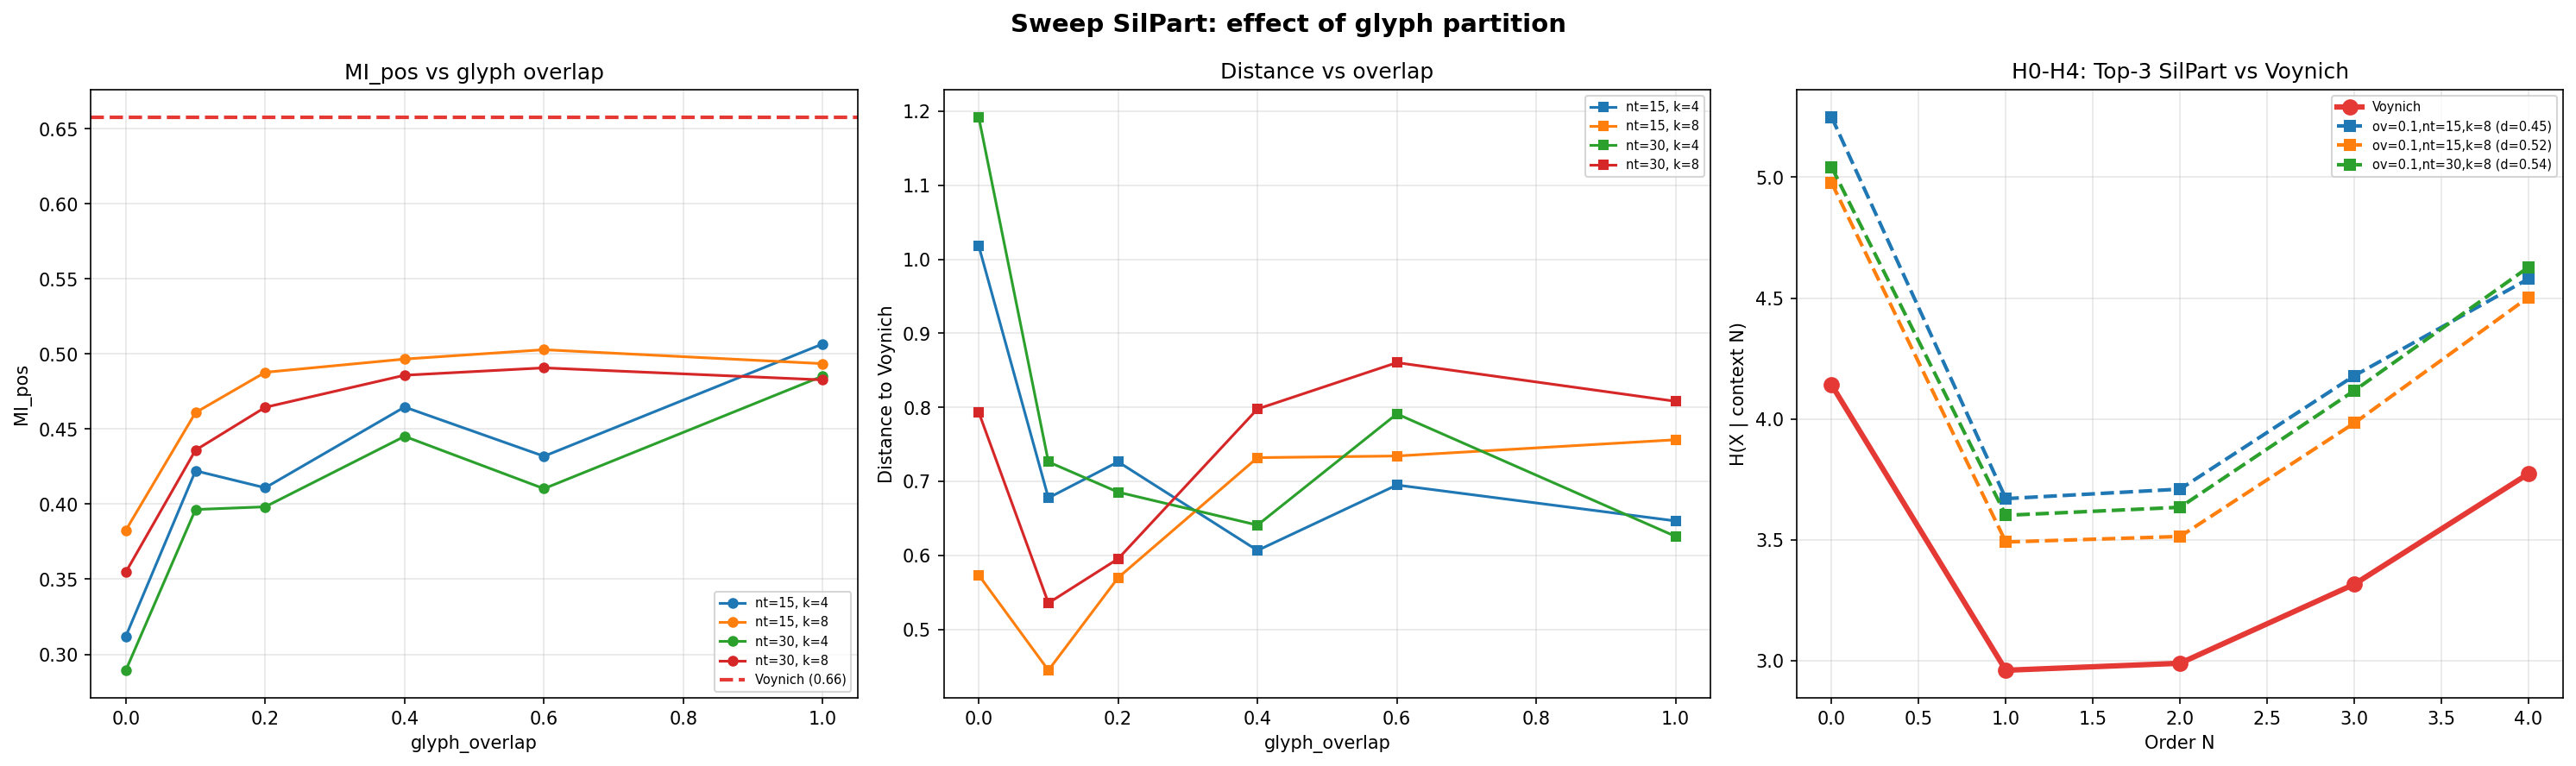 Sweep SilPart: effect of glyph partition
MI_pos vs glyph overlap
MI_pos
0.65
0.60
0.55
0.50
0.45
0.40
0.35
0.30
nt=15, k=4
nt=15, k=8
nt=30, k=4
nt=30, k=8
Voynich (0.66)
0.0 0.2 0.4 0.6 0.8 1.0
glyph_overlap
Distance vs overlap
Distance to Voynich
1.2
1.1
1.0
0.9
0.8
0.7
0.6
0.5
nt=15, k=4
nt=15, k=8
nt=30, k=4
nt=30, k=8
0.0 0.2 0.4 0.6 0.8 1.0
glyph_overlap
H0-H4: Top-3 SilPart vs Voynich
H(X | context N)
5.0
4.5
4.0
3.5
3.0
Voynich
ov=0.1,nt=15,k=8 (d=0.45)
ov=0.1,nt=15,k=8 (d=0.52)
ov=0.1,nt=30,k=8 (d=0.54)
0.0 0.5 1.0 1.5 2.0 2.5 3.0 3.5 4.0
Order N